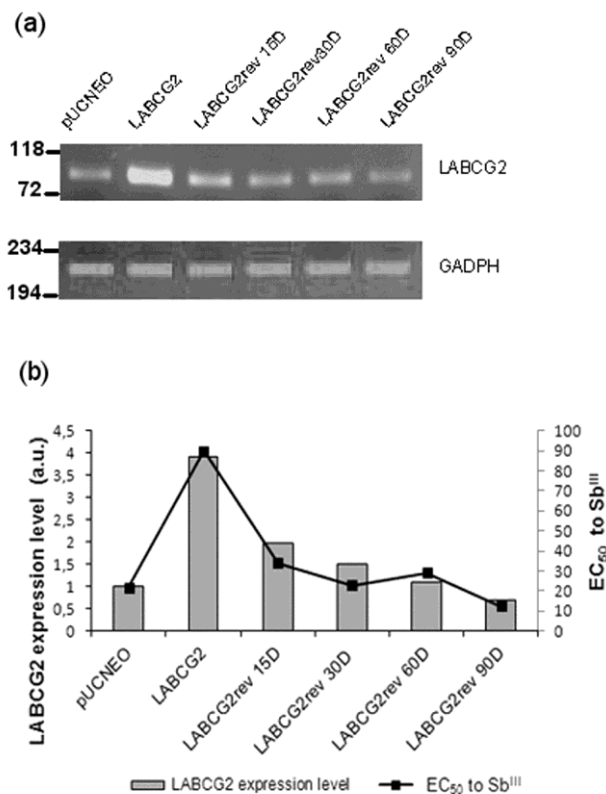 (a)
pUCNEO
LABCG2
LABCG2rev 15D
LABCG2rev30D
LABCG2rev 60D
LABCG2rev 90D
118
72
LABCG2
234
194
GADPH
(b)
LABCG2 expression level (a.u.)
4,5
4
3,5
3
2,5
2
1,5
1
0,5
0
100
90
80
70
60
50
40
30
20
10
0
EC50 to SbIII
pUCNEO
LABCG2
LABCG2rev 15D
LABCG2rev 30D
LABCG2rev 60D
LABCG2rev 90D
LABCG2 expression level
EC50 to SbIII